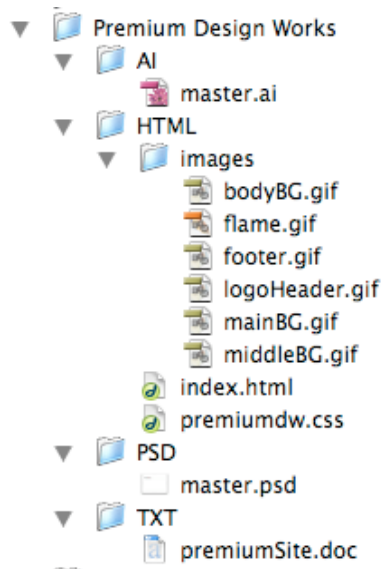 Premium Design Works
AI
master.ai
HTML
images
bodyBG.gif
flame.gif
footer.gif
logoHeader.gif
mainBG.gif
middleBG.gif
index.html
premiumdw.css
PSD
master.psd
TXT
premiumSite.doc